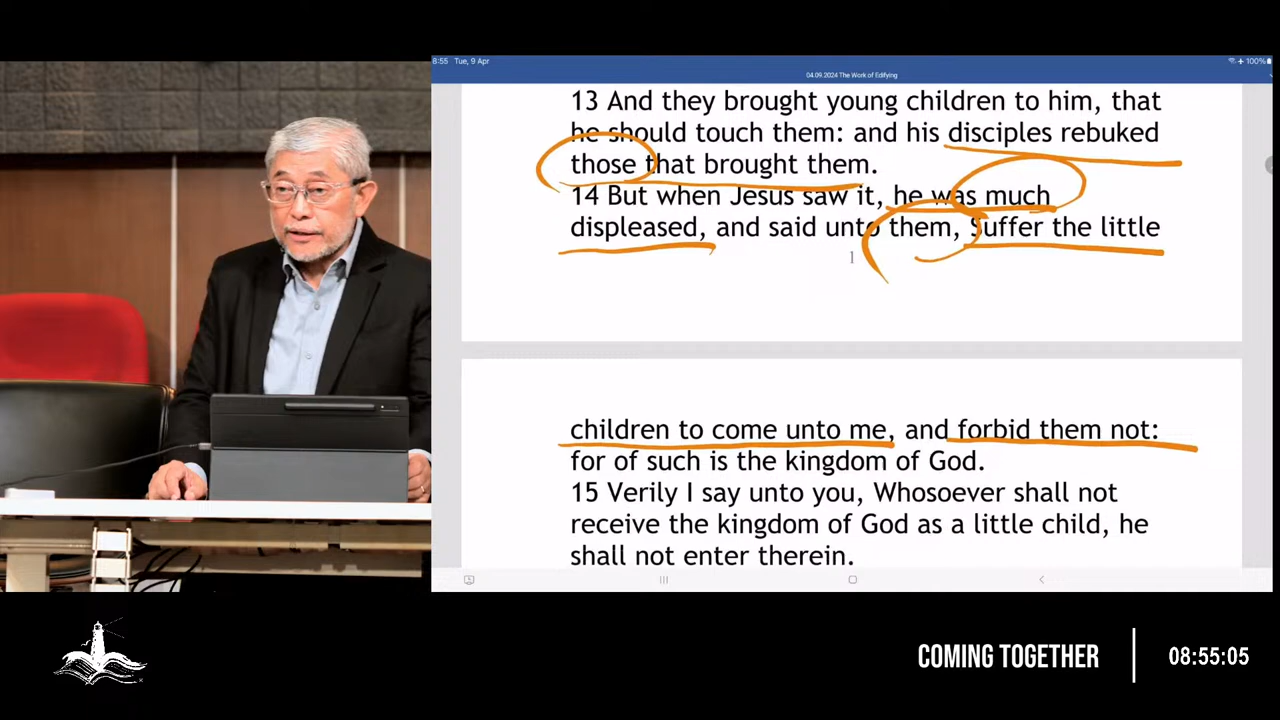 8:55 Tue, 9 Apr
100%
04.09.2024 The Work of Edifying
13 And they brought young children to him, that
he should touch them: and his disciples rebuked
those that brought them.
14 But when Jesus saw it, he was much
displeased, and said unto them, Suffer the little
1
children to come unto me, and forbid them not:
for of such is the kingdom of God.
15 Verily I say unto you, Whosoever shall not
receive the kingdom of God as a little child, he
shall not enter therein.
COMING TOGETHER
08:55:05